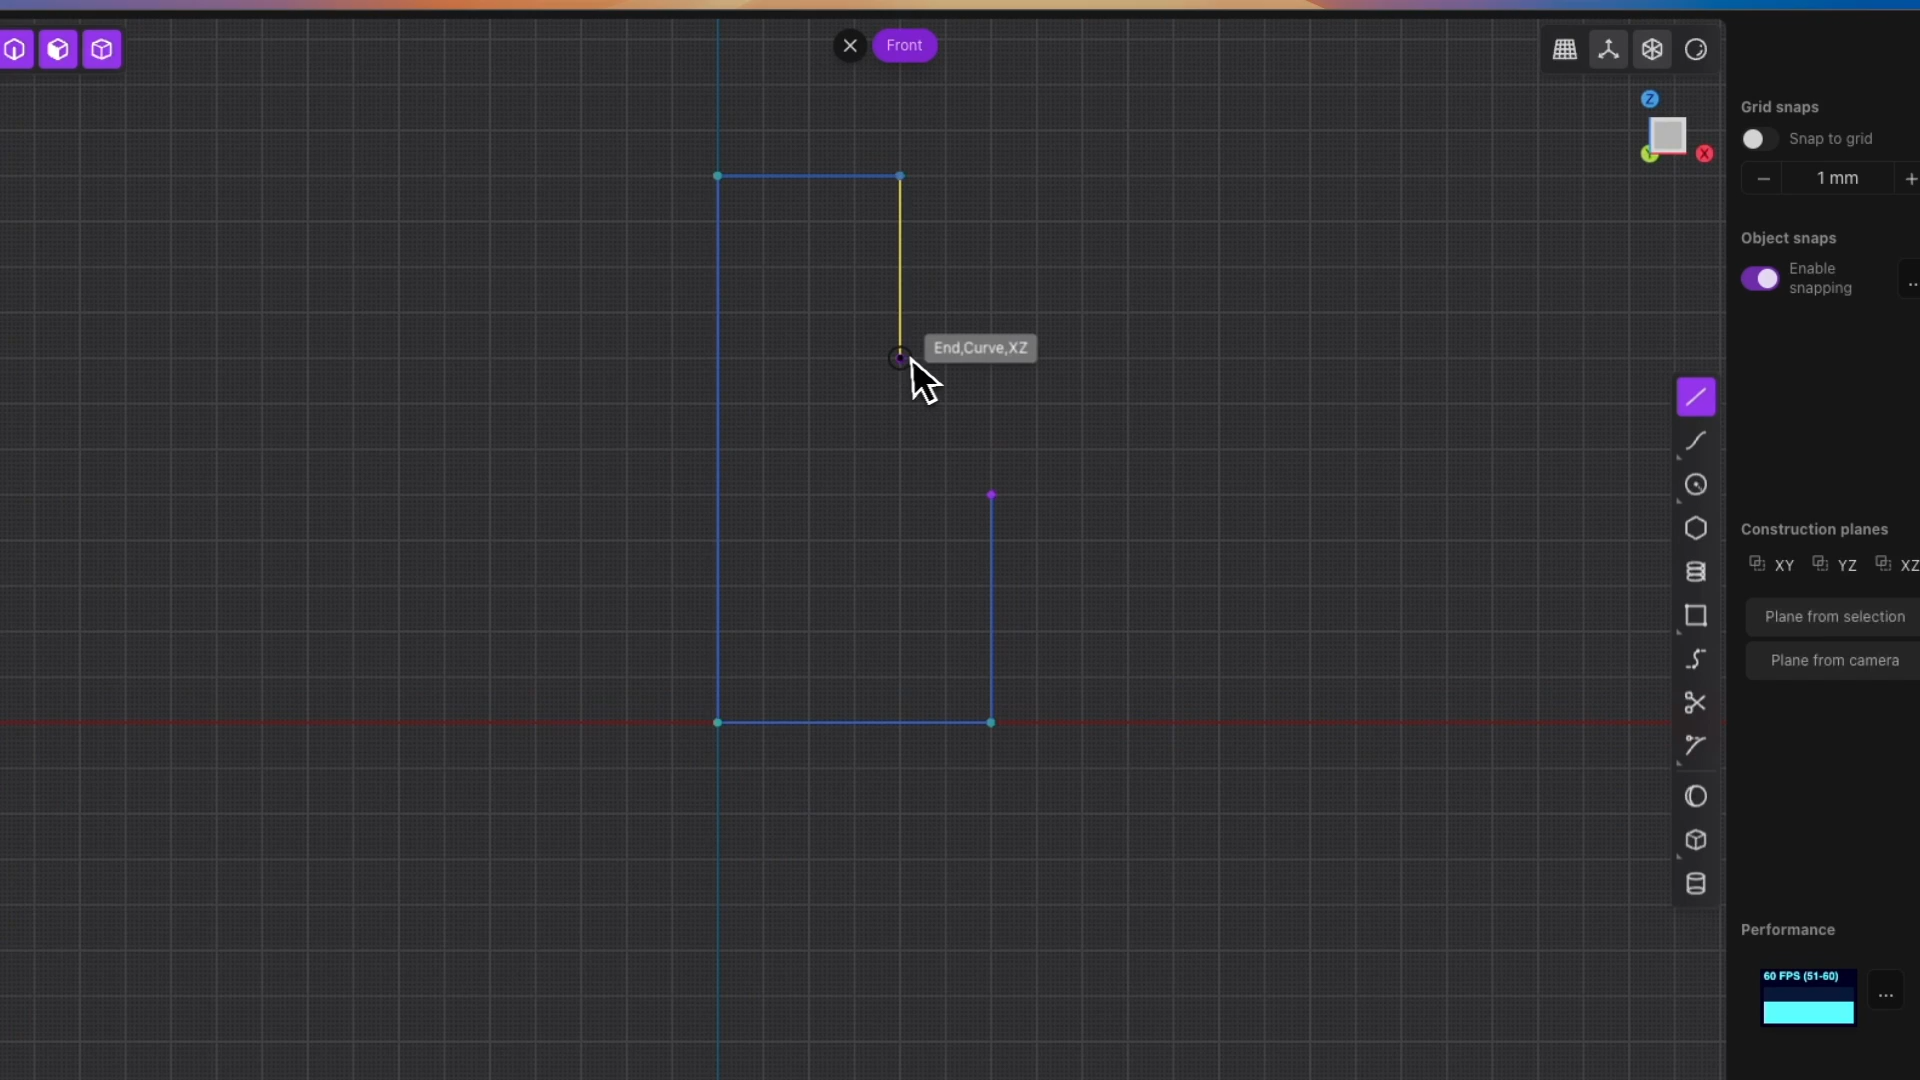 Front
Z
Y
X
Grid snaps
Snap to grid
1 mm
Object snaps
Enable
snapping
End,Curve,XZ
Construction planes
XY
YZ
XZ
Plane from selection
Plane from camera
Performance
60 FPS (51-60)